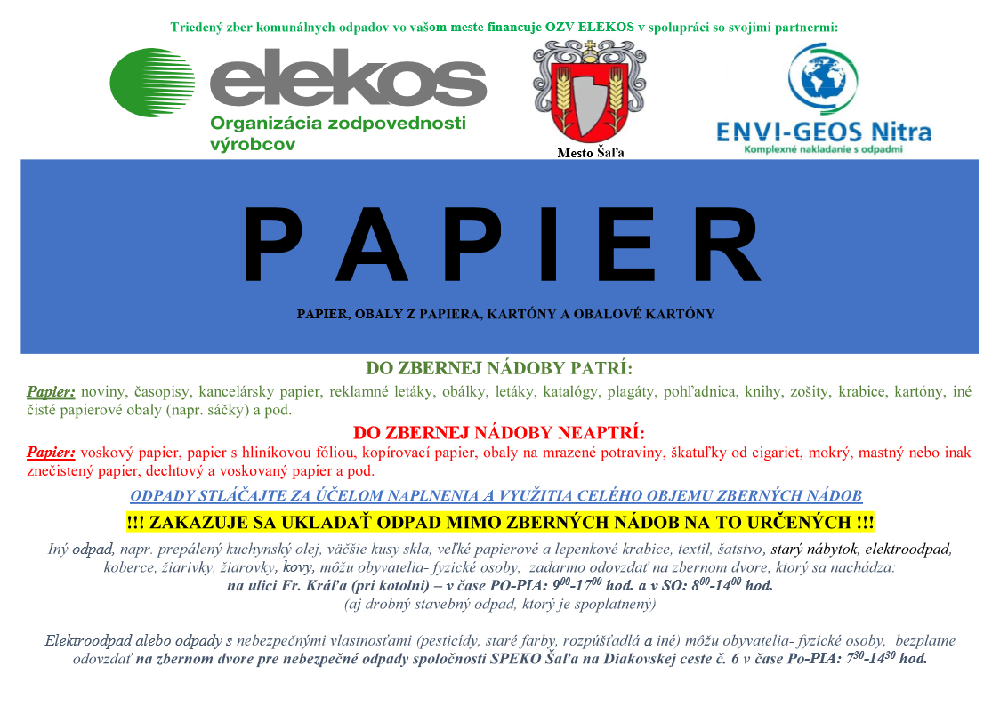 Triedený zber komunálnych odpadov vo vašom meste financuje OZV ELEKOS v spolupráci so svojimi partnermi:
elekos
Organizácia zodpovednosti
výrobcov
Mesto Šaľa
ENVI-GEOS Nitra
Komplexné nakladanie s odpadmi
PAPIER
PAPIER, OBALY Z PAPIERA, KARTÓNY A OBALOVÉ KARTÓNY
DO ZBERNEJ NÁDOBY PATRÍ:
Papier: noviny, časopisy, kancelársky papier, reklamné letáky, obálky, letáky, katalógy, plagáty, pohľadnica, knihy, zošity, krabice, kartóny, iné
čisté papierové obaly (napr. sáčky) a pod.
DO ZBERNEJ NÁDOBY NEAPTRÍ:
Papier: voskový papier, papier s hliníkovou fóliou, kopírovací papier, obaly na mrazené potraviny, škatuľky od cigariet, mokrý, mastný nebo inak
znečistený papier, dechtový a voskovaný papier a pod.
ODPADY STLÁČAJTE ZA ÚČELOM NAPLNENIA A VYUŽITIA CELÉHO OBJEMU ZBERNÝCH NÁDOB
!!! ZAKAZUJE SA UKLADAŤ ODPAD MIMO ZBERNÝCH NÁDOB NA TO URČENÝCH !!!
Iný odpad, napr. prepálený kuchynský olej, väčšie kusy skla, veľké papierové a lepenkové krabice, textil, šatstvo, starý nábytok, elektroodpad,
koberce, žiarivky, žiarovky, kovy, môžu obyvatelia- fyzické osoby, zadarmo odovzdať na zbernom dvore, ktorý sa nachádza:
na ulici Fr. Kráľa (pri kotolni) – v čase PO-PIA: 9⁰⁰-17⁰⁰ hod. a v SO: 8⁰⁰-14⁰⁰ hod.
(aj drobný stavebný odpad, ktorý je spoplatnený)
Elektroodpad alebo odpady s nebezpečnými vlastnosťami (pesticídy, staré farby, rozpúšťadlá a iné) môžu obyvatelia- fyzické osoby, bezplatne
odovzdať na zbernom dvore pre nebezpečné odpady spoločnosti SPEKO Šaľa na Diakovskej ceste č. 6 v čase Po-PIA: 7³⁰-14³⁰ hod.